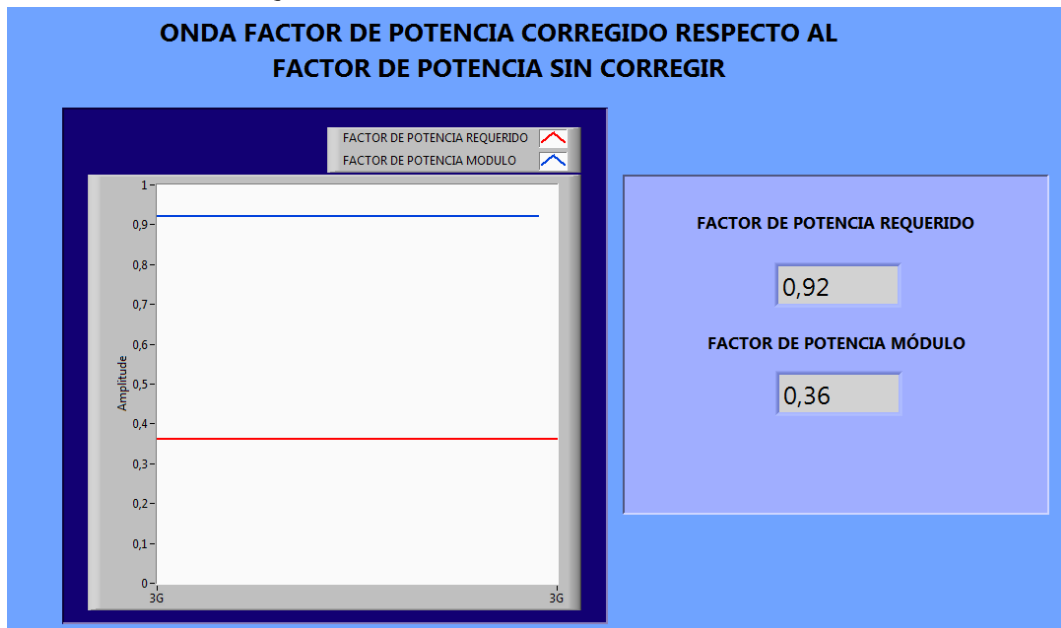 ONDA FACTOR DE POTENCIA CORREGIDO RESPECTO AL
FACTOR DE POTENCIA SIN CORREGIR
FACTOR DE POTENCIA REQUERIDO
FACTOR DE POTENCIA MODULO
1
0,9
0,8
0,7
0,6
0,5
0,4
0,3
0,2
0,1
0
Amplitude
3G
3G
FACTOR DE POTENCIA REQUERIDO
0,92
FACTOR DE POTENCIA MÓDULO
0,36